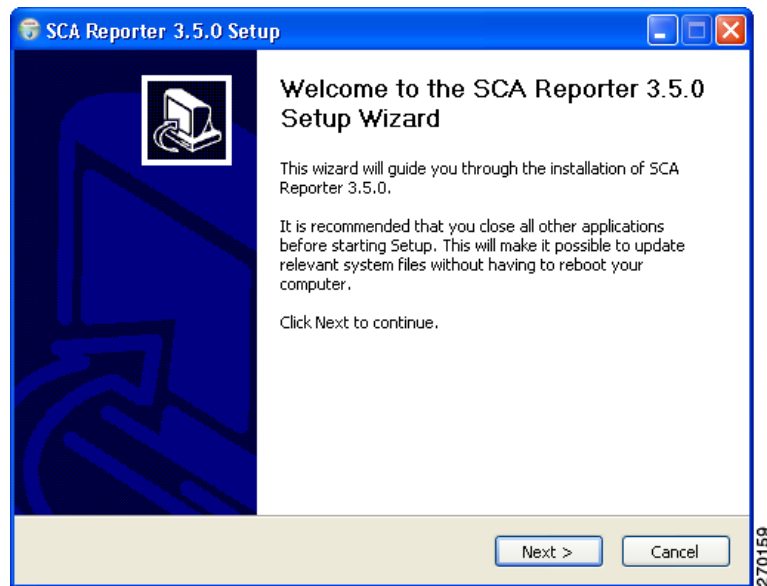 SCA Reporter 3.5.0 Setup
Welcome to the SCA Reporter 3.5.0
Setup Wizard
This wizard will guide you through the installation of SCA
Reporter 3.5.0.
It is recommended that you close all other applications
before starting Setup. This will make it possible to update
relevant system files without having to reboot your
computer.
Click Next to continue.
Next >
Cancel
270159